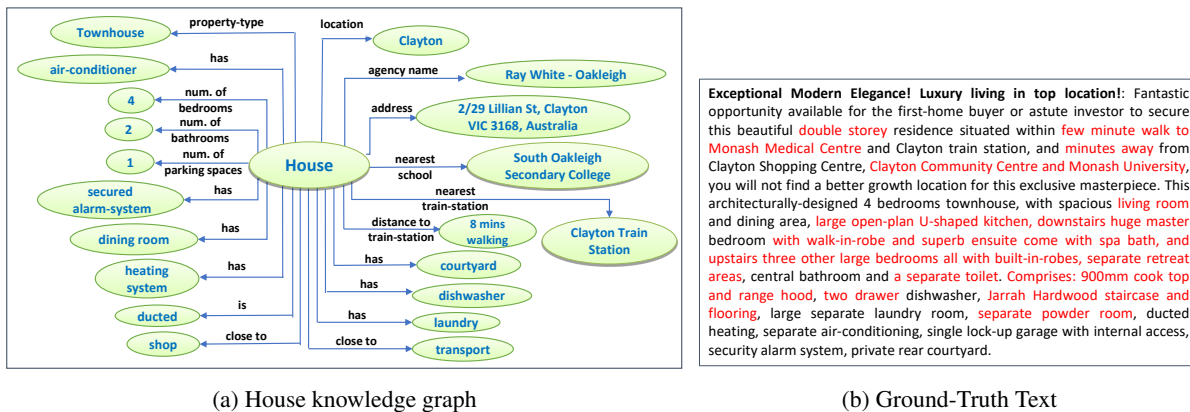 Townhouse
property-type
air-conditioner
has
4
num. of
bedrooms
2
num. of
bathrooms
1
num. of
parking spaces
secured
alarm-system
has
dining room
has
heating
system
has
ducted
is
shop
close to
House
location
Clayton
agency name
Ray White - Oakleigh
address
2/29 Lillian St, Clayton
VIC 3168, Australia
nearest
school
South Oakleigh
Secondary College
nearest
train-station
Clayton Train
Station
distance to
train-station
8 mins
walking
has
courtyard
has
dishwasher
has
laundry
close to
transport
(a) House knowledge graph
Exceptional Modern Elegance! Luxury living in top location!: Fantastic
opportunity available for the first-home buyer or astute investor to secure
this beautiful double storey residence situated within few minute walk to
Monash Medical Centre and Clayton train station, and minutes away from
Clayton Shopping Centre, Clayton Community Centre and Monash University,
you will not find a better growth location for this exclusive masterpiece. This
architecturally-designed 4 bedrooms townhouse, with spacious living room
and dining area, large open-plan U-shaped kitchen, downstairs huge master
bedroom with walk-in-robe and superb ensuite come with spa bath, and
upstairs three other large bedrooms all with built-in-robes, separate retreat
areas, central bathroom and a separate toilet. Comprises: 900mm cook top
and range hood, two drawer dishwasher, Jarrah Hardwood staircase and
flooring, large separate laundry room, separate powder room, ducted
heating, separate air-conditioning, single lock-up garage with internal access,
security alarm system, private rear courtyard.
(b) Ground-Truth Text